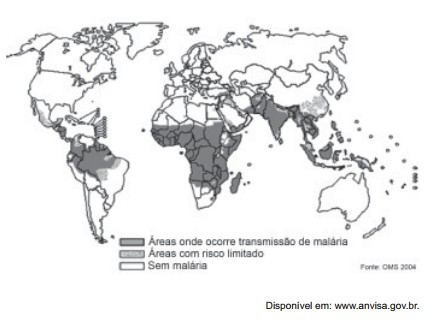 Áreas onde ocorre transmissão de malária
Áreas com risco limitado
Sem malária
Fonte: OMS 2004
Disponível em: www.anvisa.gov.br.